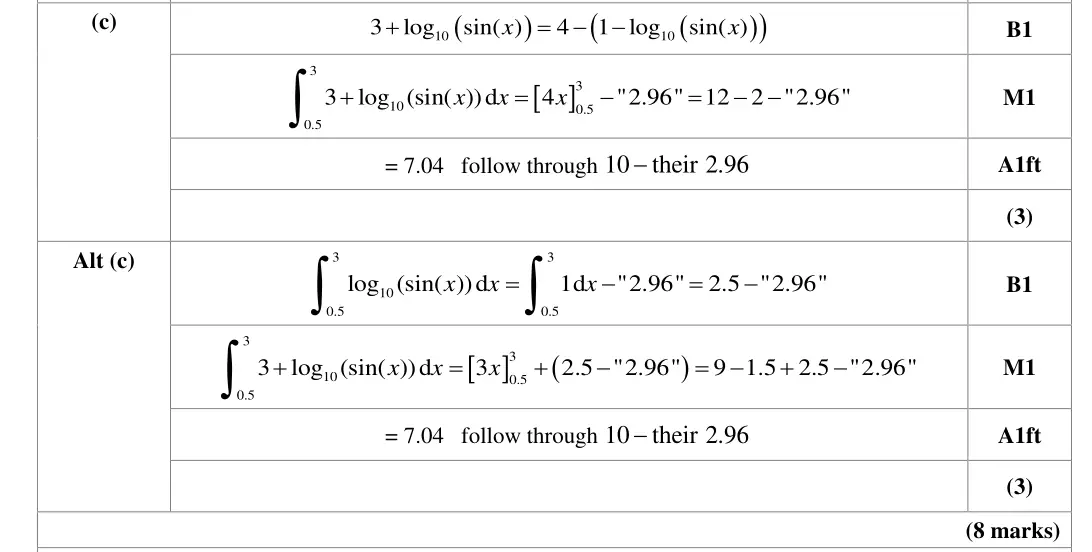 (c) 3 + log₁₀(sin(x)) = 4 − (1 − log₁₀(sin(x))) B1
∫₀.₅³ 3 + log₁₀(sin(x)) dx = [4x]₀.₅³ − "2.96" = 12 − 2 − "2.96" M1
= 7.04 follow through 10 − their 2.96 A1ft
(3)
Alt (c) ∫₀.₅³ log₁₀(sin(x)) dx = ∫₀.₅³ 1dx − "2.96" = 2.5 − "2.96" B1
∫₀.₅³ 3 + log₁₀(sin(x)) dx = [3x]₀.₅³ + (2.5 − "2.96") = 9 − 1.5 + 2.5 − "2.96" M1
= 7.04 follow through 10 − their 2.96 A1ft
(3)
(8 marks)